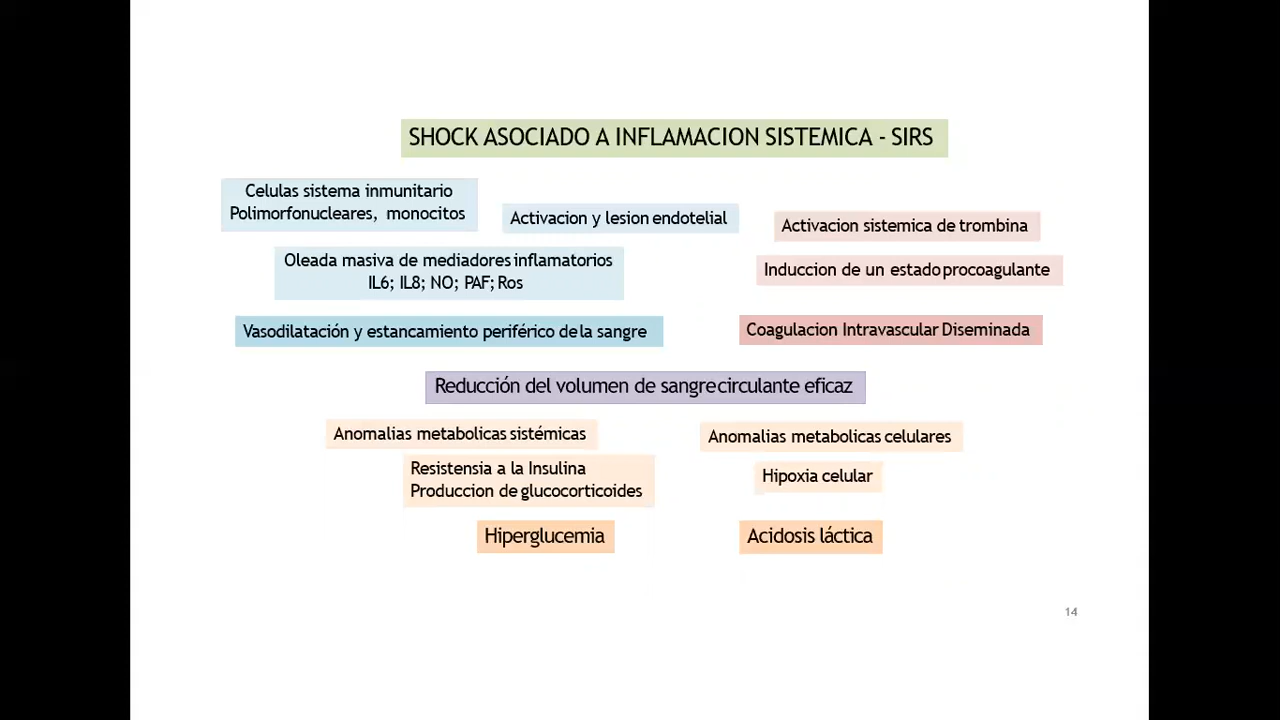 SHOCK ASOCIADO A INFLAMACION SISTEMICA - SIRS
Celulas sistema inmunitario
Polimorfonucleares, monocitos
Activacion y lesion endotelial
Activacion sistemica de trombina
Oleada masiva de mediadores inflamatorios
IL6; IL8; NO; PAF; Ros
Induccion de un estado procoagulante
Vasodilatación y estancamiento periférico de la sangre
Coagulacion Intravascular Diseminada
Reducción del volumen de sangre circulante eficaz
Anomalias metabolicas sistémicas
Anomalias metabolicas celulares
Resistensia a la Insulina
Produccion de glucocorticoides
Hipoxia celular
Hiperglucemia
Acidosis láctica
14